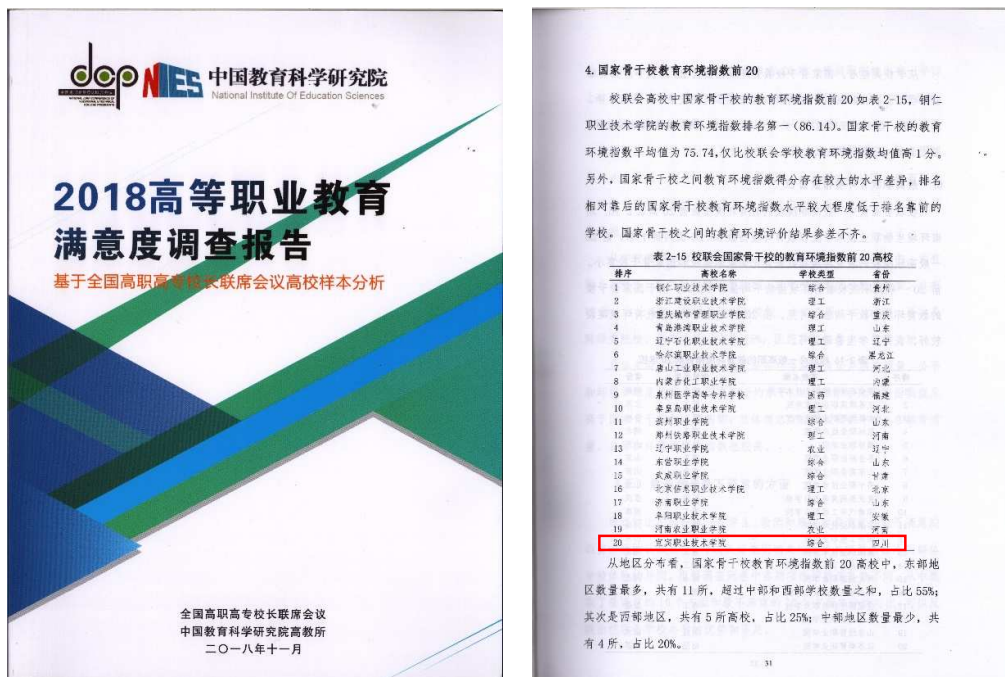 dcp NIES 中国教育科学研究院
National Institute Of Education Sciences
2018高等职业教育
满意度调查报告
基于全国高职高专校长联席会议高校样本分析
全国高职高专校长联席会议
中国教育科学研究院高教所
二〇一八年十一月
4.国家骨干校教育环境指数前20
校联会高校中国家骨干校的教育环境指数前20如表2-15，铜仁
职业技术学院的教育环境指数排名第一（86.14）。国家骨干校的教育
环境指数平均值为75.74,仅比校联会学校教育环境指数均值高1分。
另外，国家骨干校之间教育环境指数得分存在较大的水平差异，排名
相对靠后的国家骨干校教育环境指数水平较大程度低于排名靠前的
学校，国家骨干校之间的教育环境评价结果参差不齐。
表2-15 校联会国家骨干校的教育环境指数前20高校
排序 高校名称 学校类型 省份
1 铜仁职业技术学院 综合 贵州
2 浙江建设职业技术学院 理工 浙江
3 重庆城市管理职业学院 综合 重庆
4 青岛港湾职业技术学院 理工 山东
5 辽宁石化职业技术学院 理工 辽宁
6 哈尔滨职业技术学院 综合 黑龙江
7 唐山工业职业技术学院 理工 河北
8 内蒙古化工职业学院 理工 内蒙
9 泉州医学高等专科学校 医药 福建
10 秦皇岛职业技术学院 理工 河北
11 滨州职业学院 综合 山东
12 郑州铁路职业技术学院 理工 河南
13 辽宁职业学院 农业 辽宁
14 东营职业学院 综合 山东
15 武威职业学院 综合 甘肃
16 北京信息职业技术学院 理工 北京
17 济南职业学院 综合 山东
18 阜阳职业技术学院 理工 安徽
19 河南农业职业学院 农业 河南
20 宜宾职业技术学院 综合 四川
从地区分布看，国家骨干校教育环境指数前20高校中，东部地
区数量最多，共有11所，超过中部和西部学校数量之和，占比55%；
其次是西部地区，共有5所高校，占比25%；中部地区数量最少，共
有4所，占比20%。
31